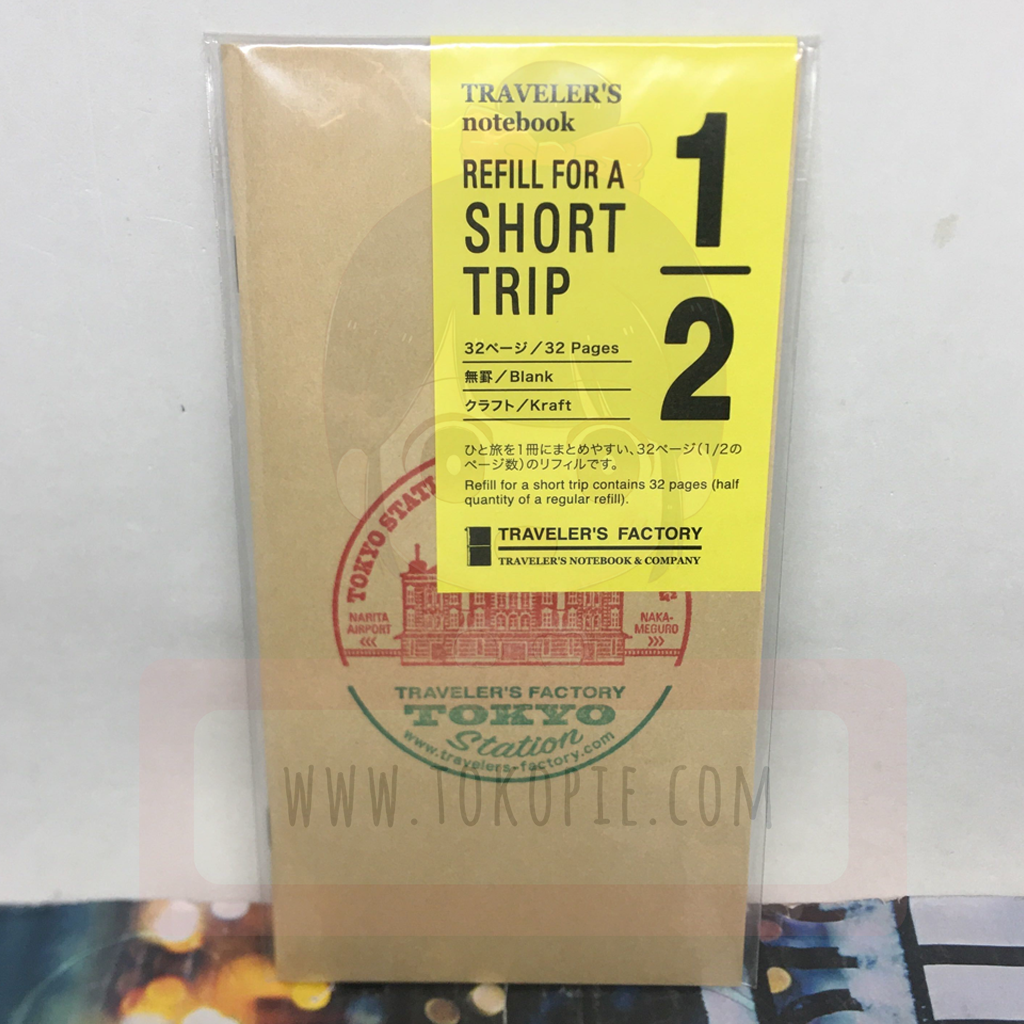 TRAVELER'S
notebook
REFILL FOR A
SHORT
TRIP
1
2
32ページ／32 Pages
無罫／Blank
クラフト／Kraft
ひと旅を1冊にまとめやすい、32ページ（1/2の
ページ数）のリフィルです。
Refill for a short trip contains 32 pages (half
quantity of a regular refill).
TRAVELER'S FACTORY
TRAVELER'S NOTEBOOK & COMPANY
TOKYO
NARITA
AIRPORT
<<<
NAKA-
MEGURO
>>>
TRAVELER'S FACTORY
TOKYO
Station
www.travelers-factory.com
WWW.TOKOPIE.COM